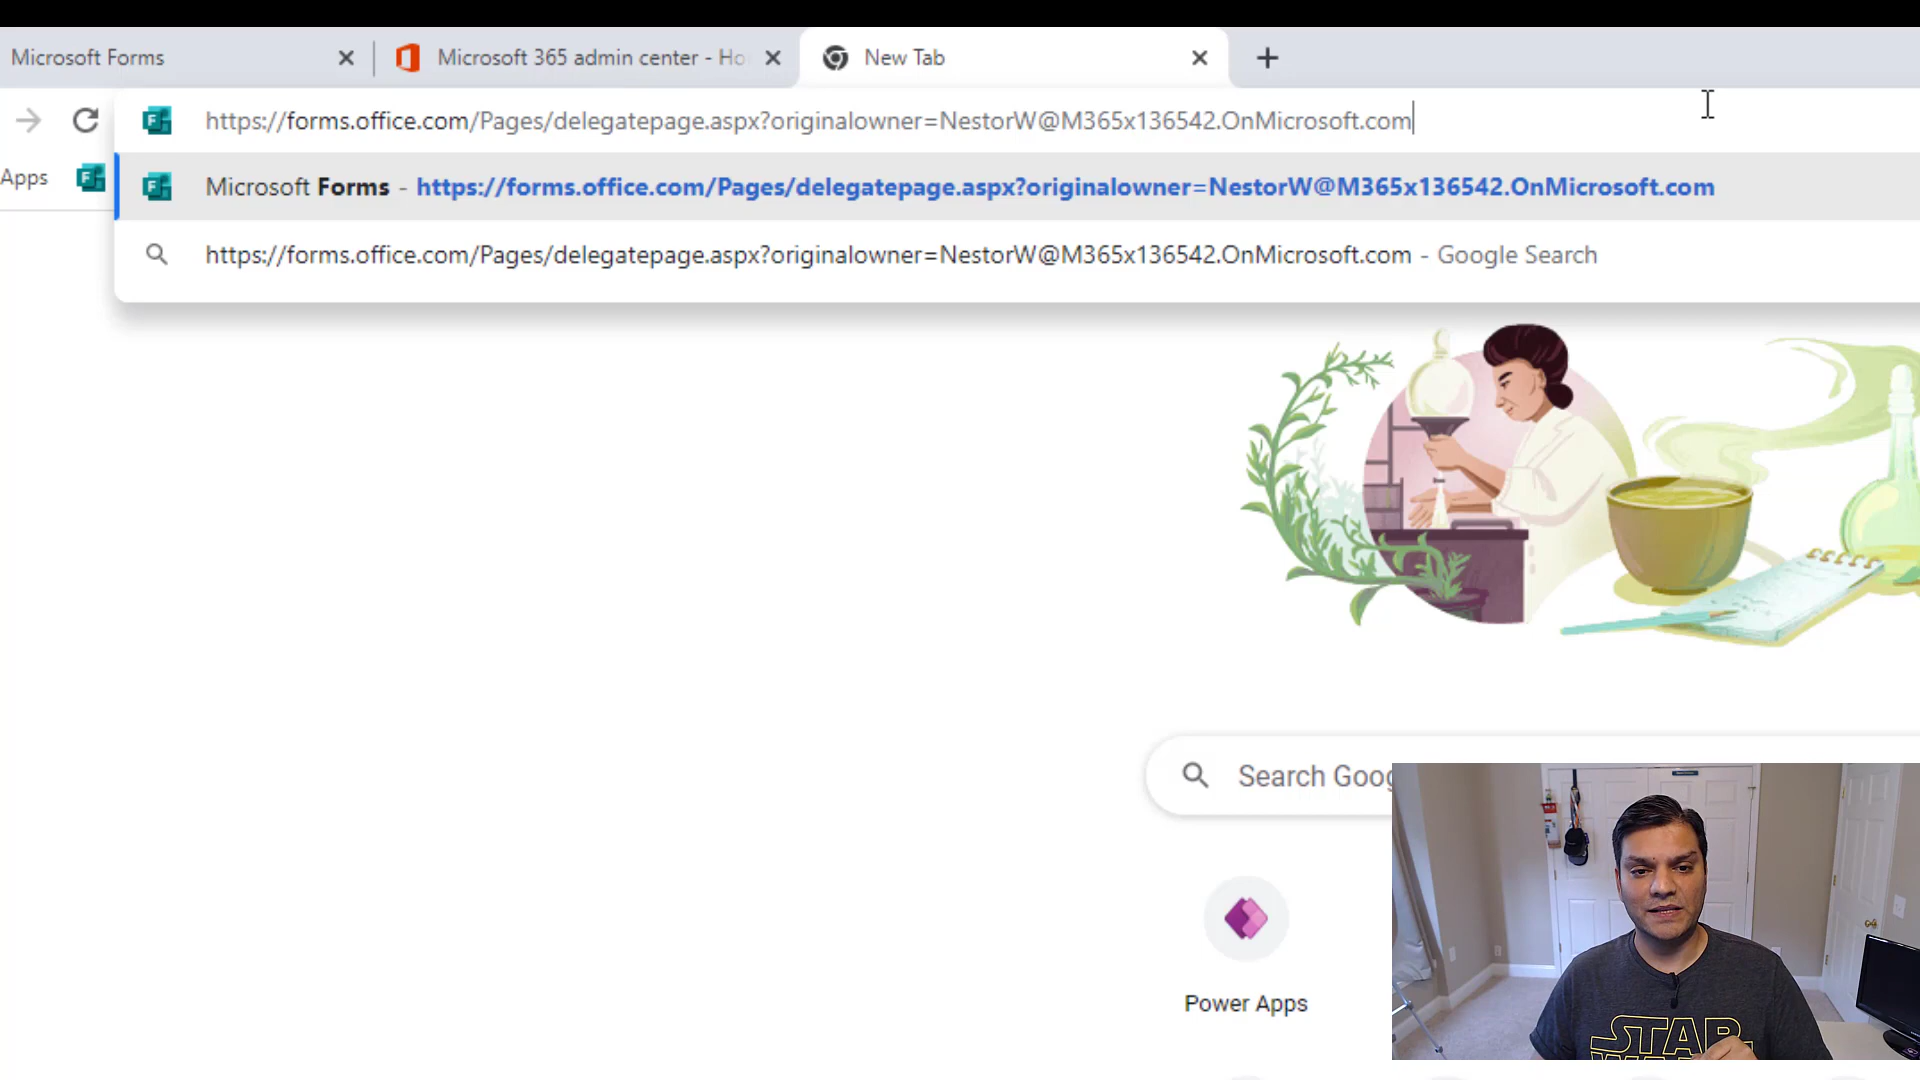 Microsoft Forms
Microsoft 365 admin center - Ho
New Tab
https://forms.office.com/Pages/delegatepage.aspx?originalowner=NestorW@M365x136542.OnMicrosoft.com
Apps
Microsoft Forms - https://forms.office.com/Pages/delegatepage.aspx?originalowner=NestorW@M365x136542.OnMicrosoft.com
https://forms.office.com/Pages/delegatepage.aspx?originalowner=NestorW@M365x136542.OnMicrosoft.com - Google Search
Search Goog
Power Apps
STAR